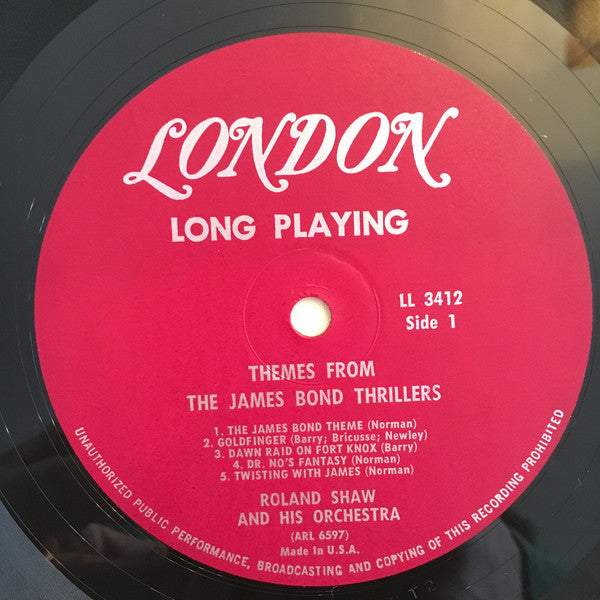 LONDON
LONG PLAYING
LL 3412
Side 1
THEMES FROM
THE JAMES BOND THRILLERS
1. THE JAMES BOND THEME (Norman)
2. GOLDFINGER (Barry; Bricusse; Newley)
3. DAWN RAID ON FORT KNOX (Barry)
4. DR. NO'S FANTASY (Norman)
5. TWISTING WITH JAMES (Norman)
ROLAND SHAW
AND HIS ORCHESTRA
(ARL 6597)
Made In U.S.A.
UNAUTHORIZED PUBLIC PERFORMANCE, BROADCASTING AND COPYING OF THIS RECORDING PROHIBITED